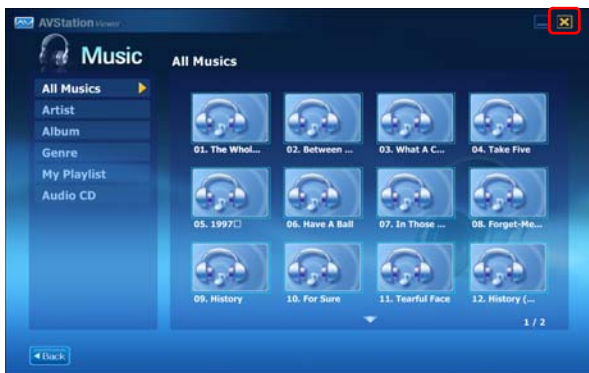 AVStation Viewer
Music
All Musics
All Musics
Artist
Album
Genre
My Playlist
Audio CD
01. The Whol...
02. Between ...
03. What A C...
04. Take Five
05. 1997□
06. Have A Ball
07. In Those ...
08. Forget-Me...
09. History
10. For Sure
11. Tearful Face
12. History (...
1 / 2
Back